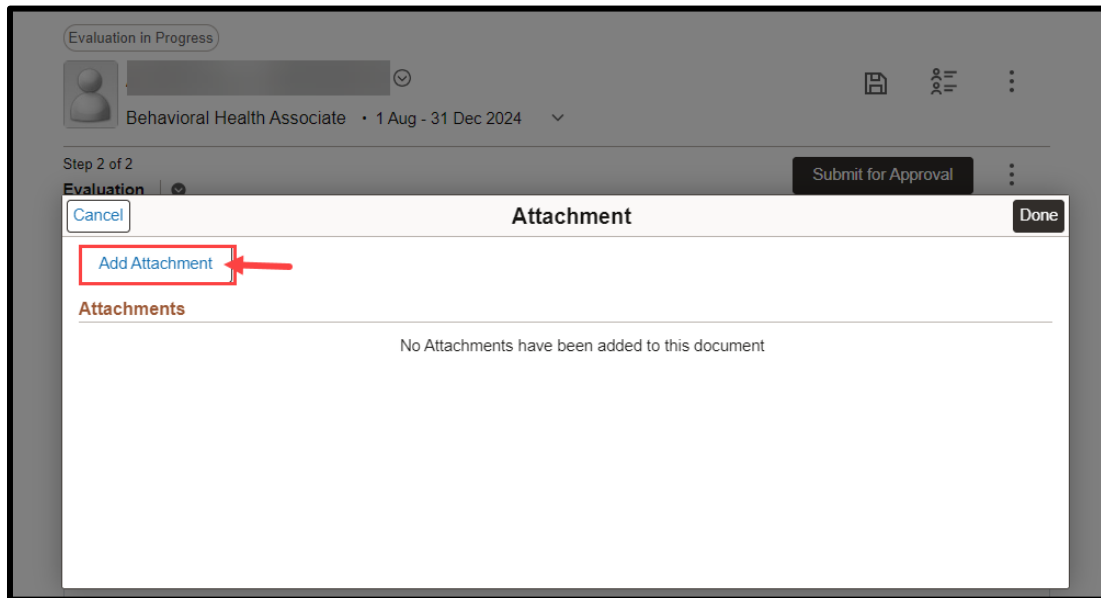 Evaluation in Progress
Behavioral Health Associate • 1 Aug - 31 Dec 2024
Step 2 of 2
Submit for Approval
Evaluation
Cancel
Attachment
Done
Add Attachment
Attachments
No Attachments have been added to this document